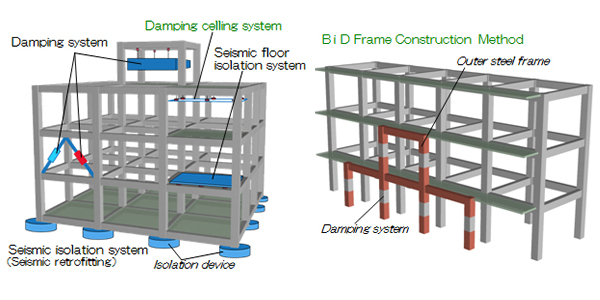 Damping celling system
Damping system
Seismic floor
isolation system
Seismic isolation system
(Seismic retrofitting)
Isolation device
BiD Frame Construction Method
Outer steel frame
Damping system